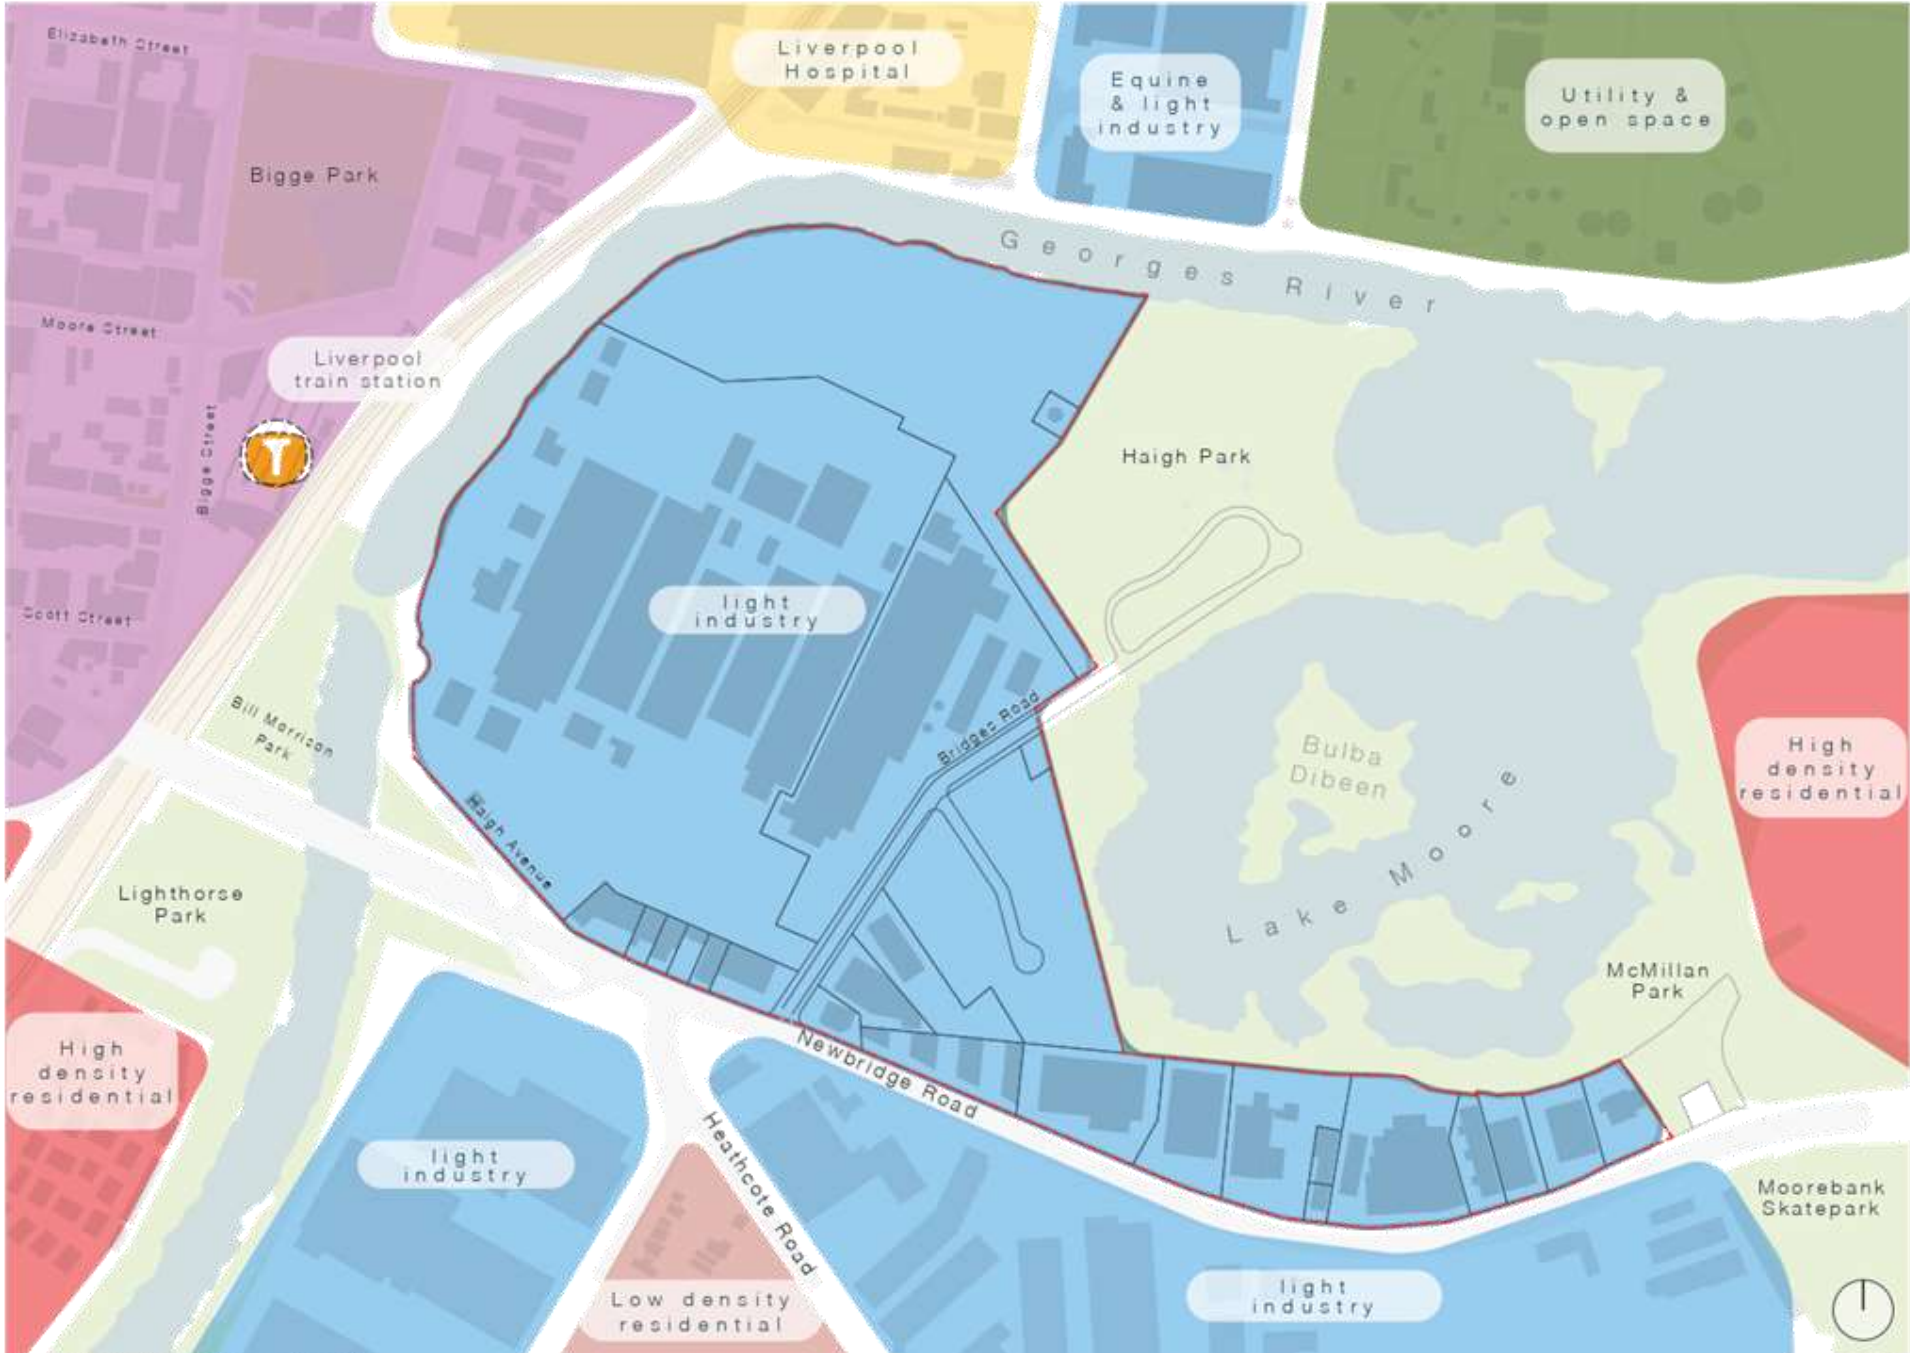 Elizabeth Street
Liverpool
Hospital
Equine
& light
industry
Utility &
open space
Bigge Park
Georges River
Moore Street
Liverpool
train station
Bigge Street
T
Haigh Park
light
industry
Scott Street
Bill Morrison
Park
Bridges Road
Bulba
Dibeen
High
density
residential
Haigh Avenue
Lake Moore
Lighthorse
Park
McMillan
Park
High
density
residential
Newbridge Road
Heathcote Road
light
industry
Moorebank
Skatepark
Low density
residential
light
industry